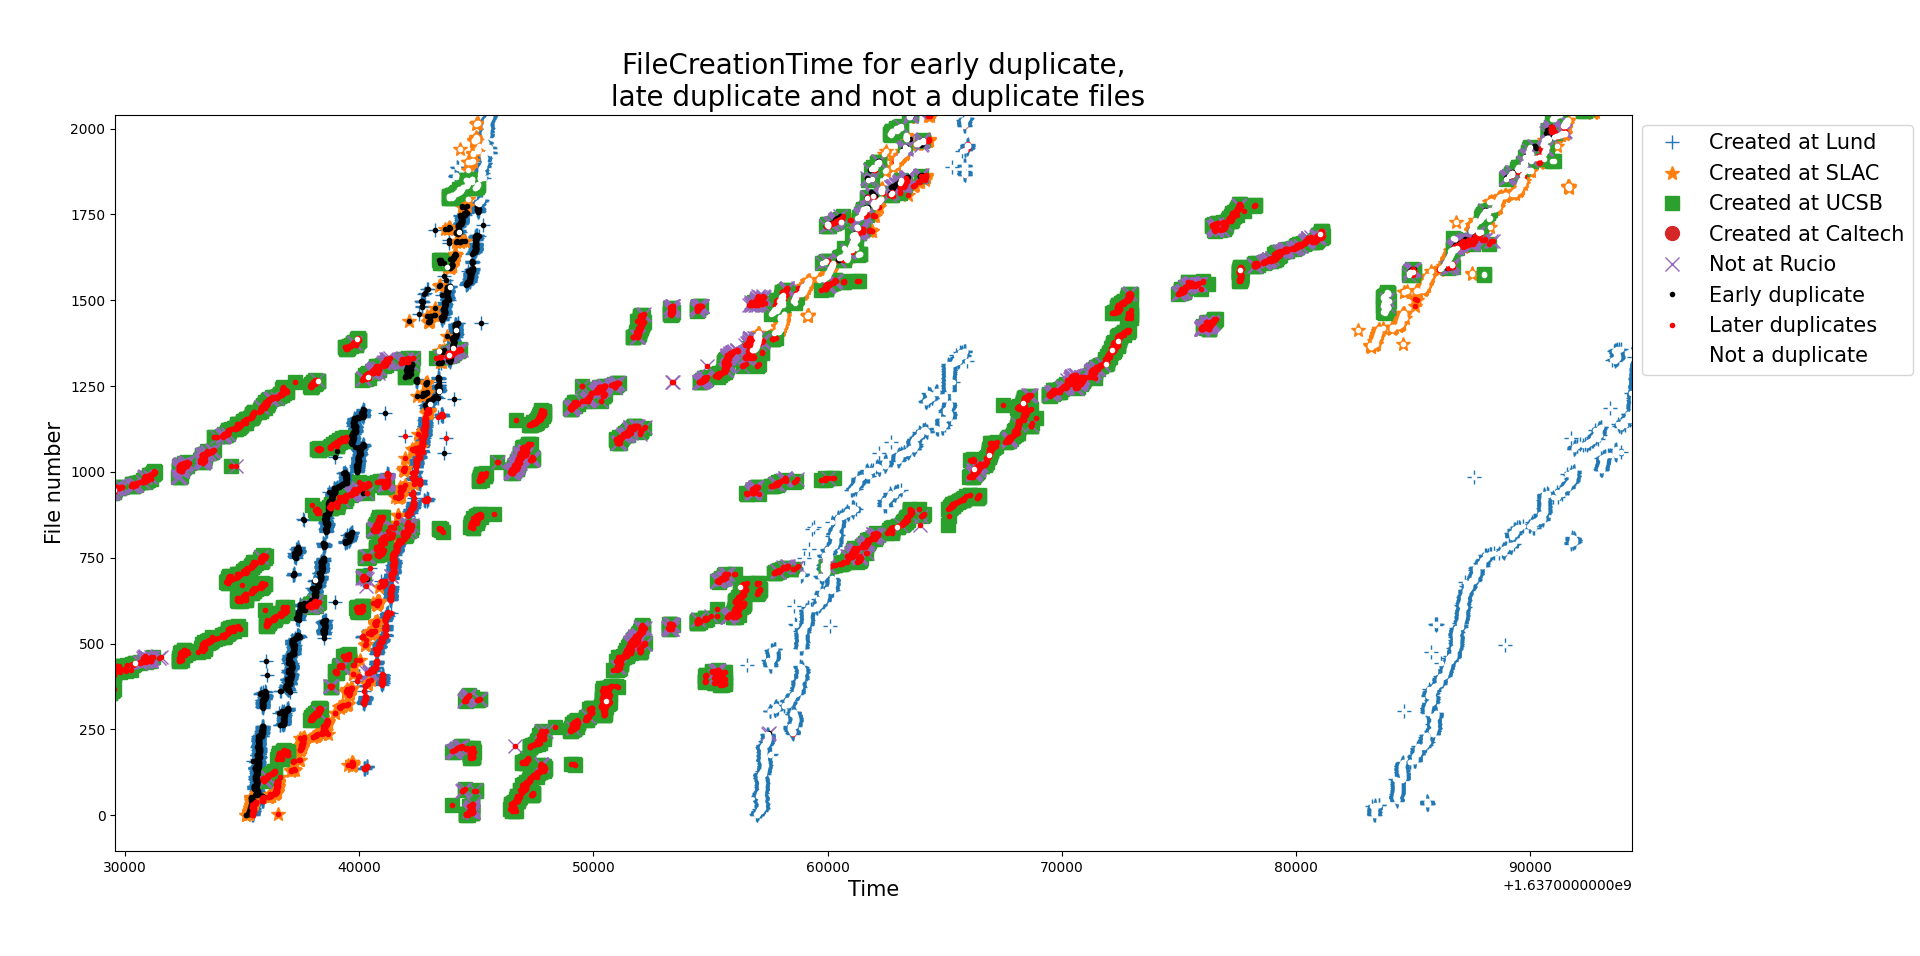 FileCreationTime for early duplicate,
late duplicate and not a duplicate files
File number
2000
1750
1500
1250
1000
750
500
250
0
30000
40000
50000
60000
70000
80000
90000
+1.6370000000e9
Time
Created at Lund
Created at SLAC
Created at UCSB
Created at Caltech
Not at Rucio
Early duplicate
Later duplicates
Not a duplicate